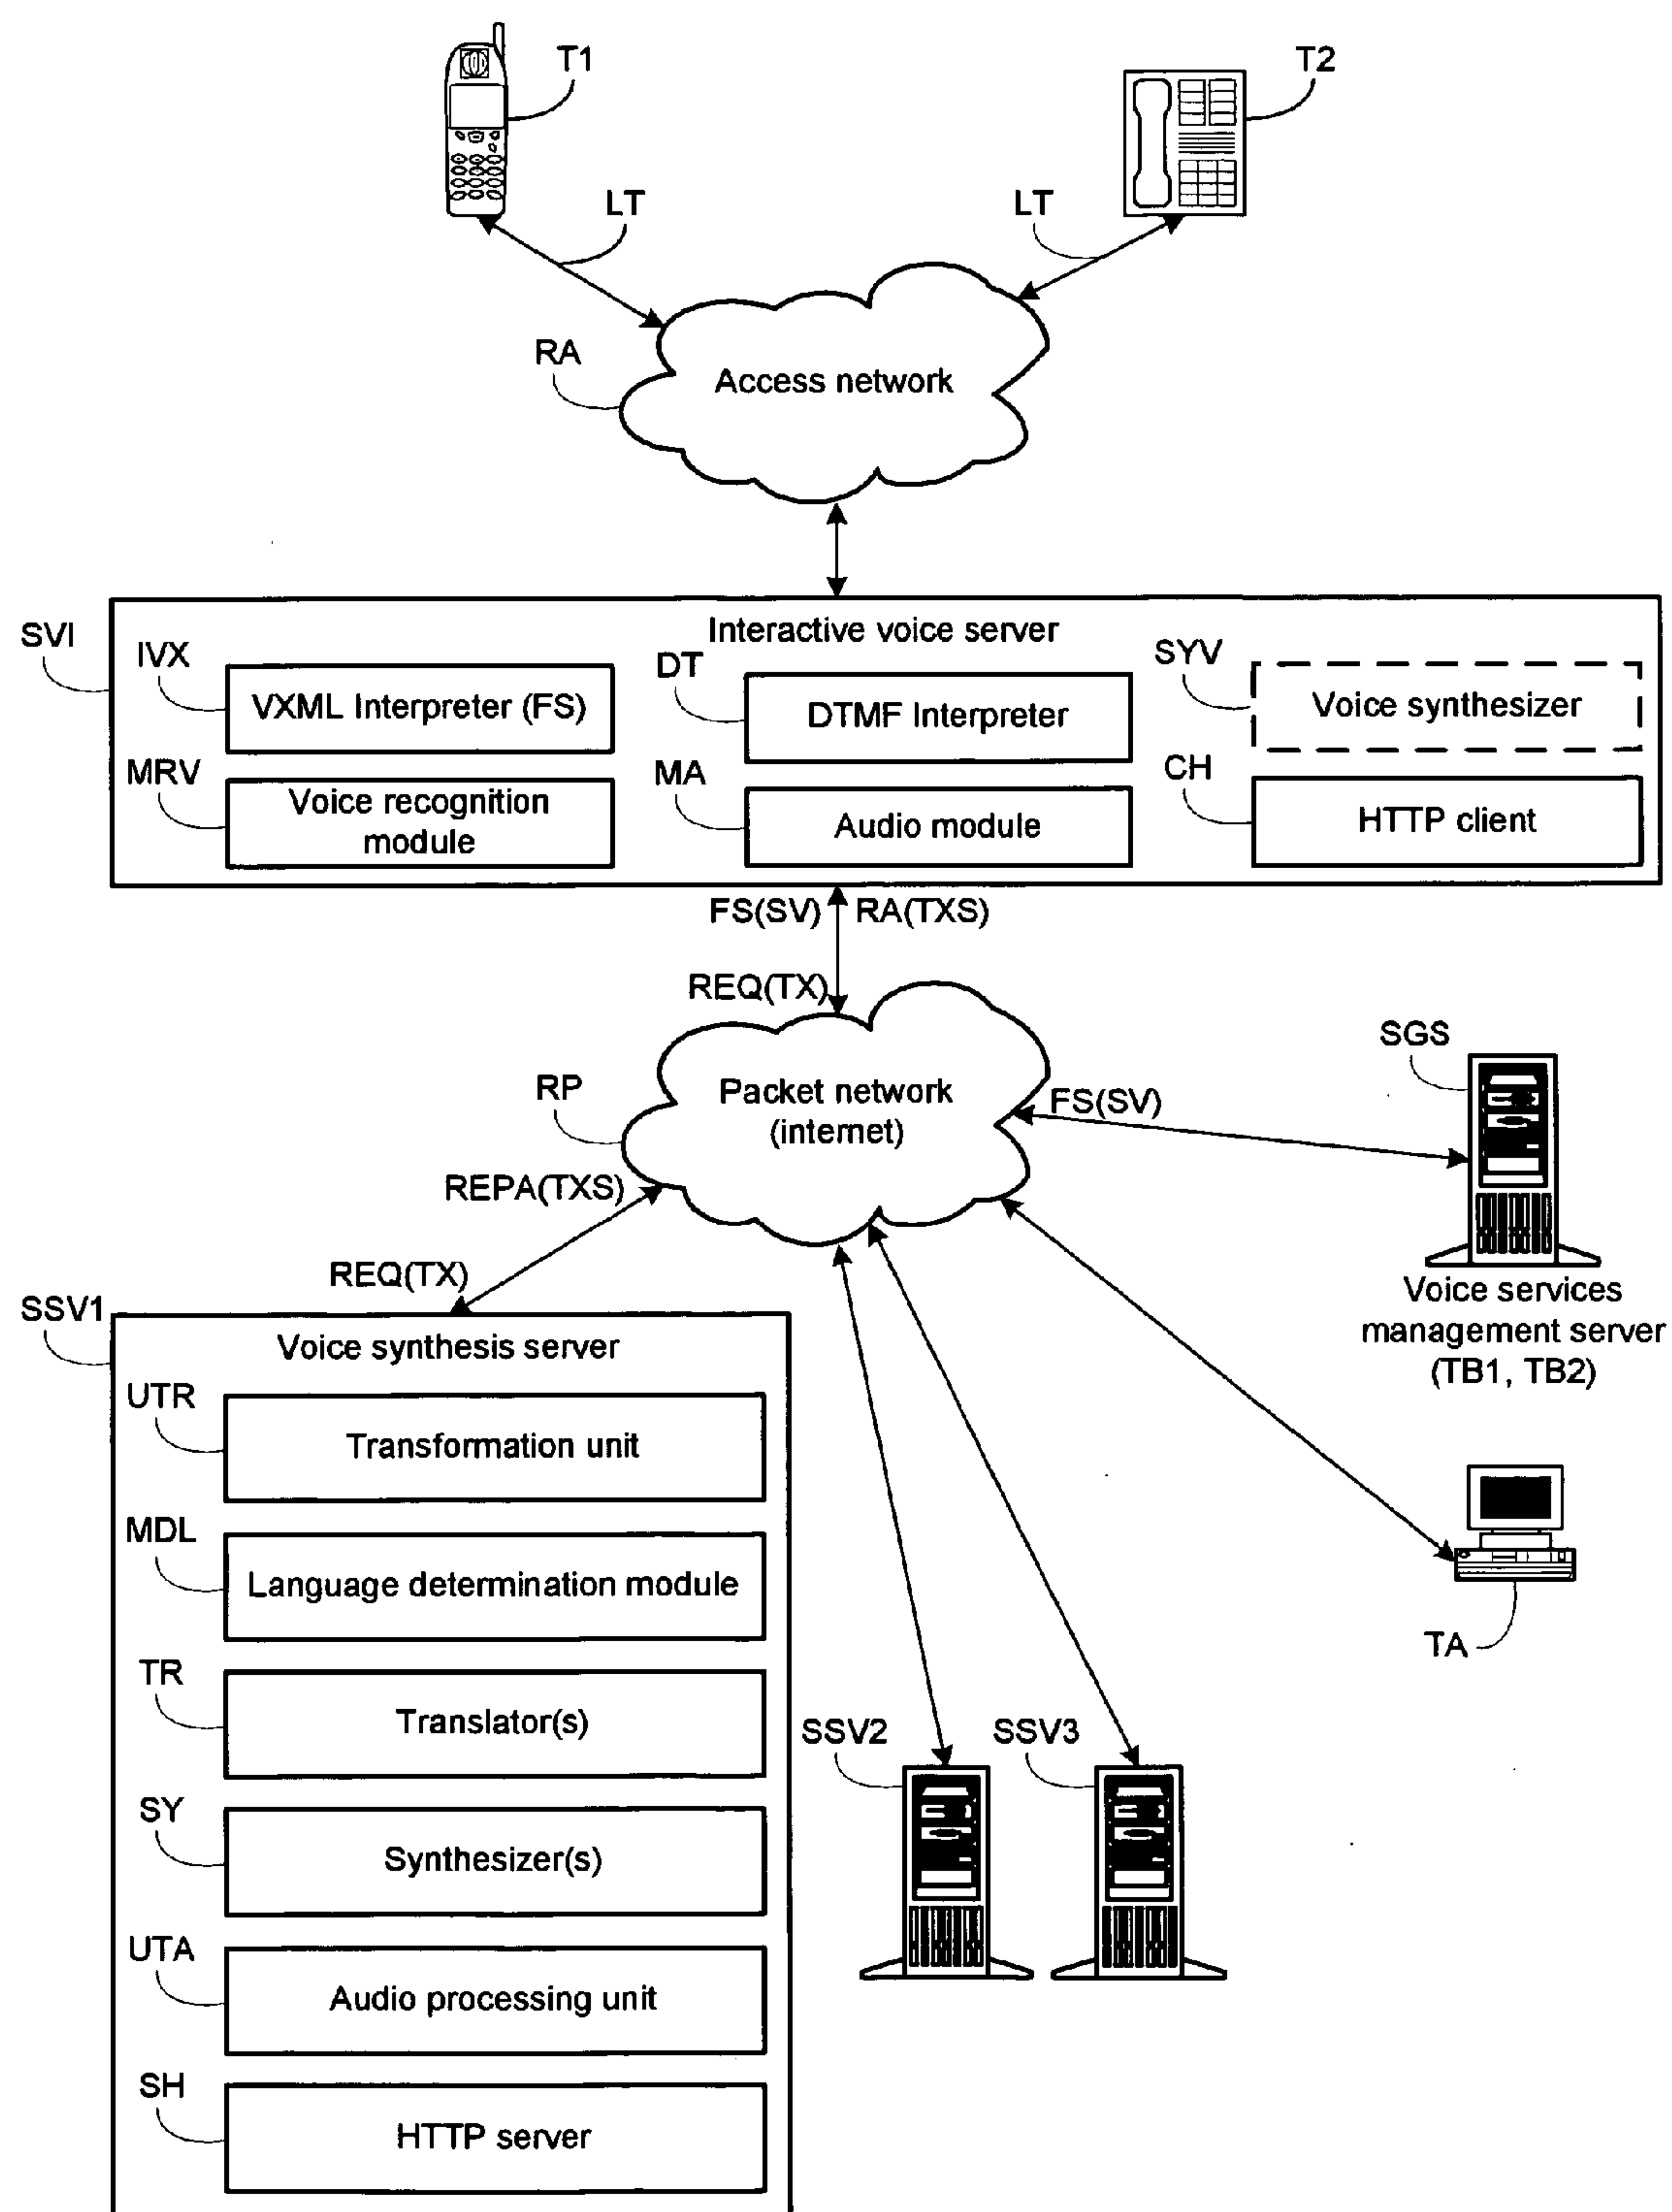 T1
T2
LT
LT
RA
Access network
SVI
Interactive voice server
IVX
VXML Interpreter (FS)
DT
DTMF Interpreter
SYV
Voice synthesizer
MRV
Voice recognition
module
MA
Audio module
CH
HTTP client
FS(SV)
RA(TXS)
REQ(TX)
RP
Packet network
(internet)
FS(SV)
SGS
Voice services
management server
(TB1, TB2)
REPA(TXS)
REQ(TX)
TA
SSV1
Voice synthesis server
UTR
Transformation unit
MDL
Language determination module
TR
Translator(s)
SY
Synthesizer(s)
UTA
Audio processing unit
SH
HTTP server
SSV2
SSV3